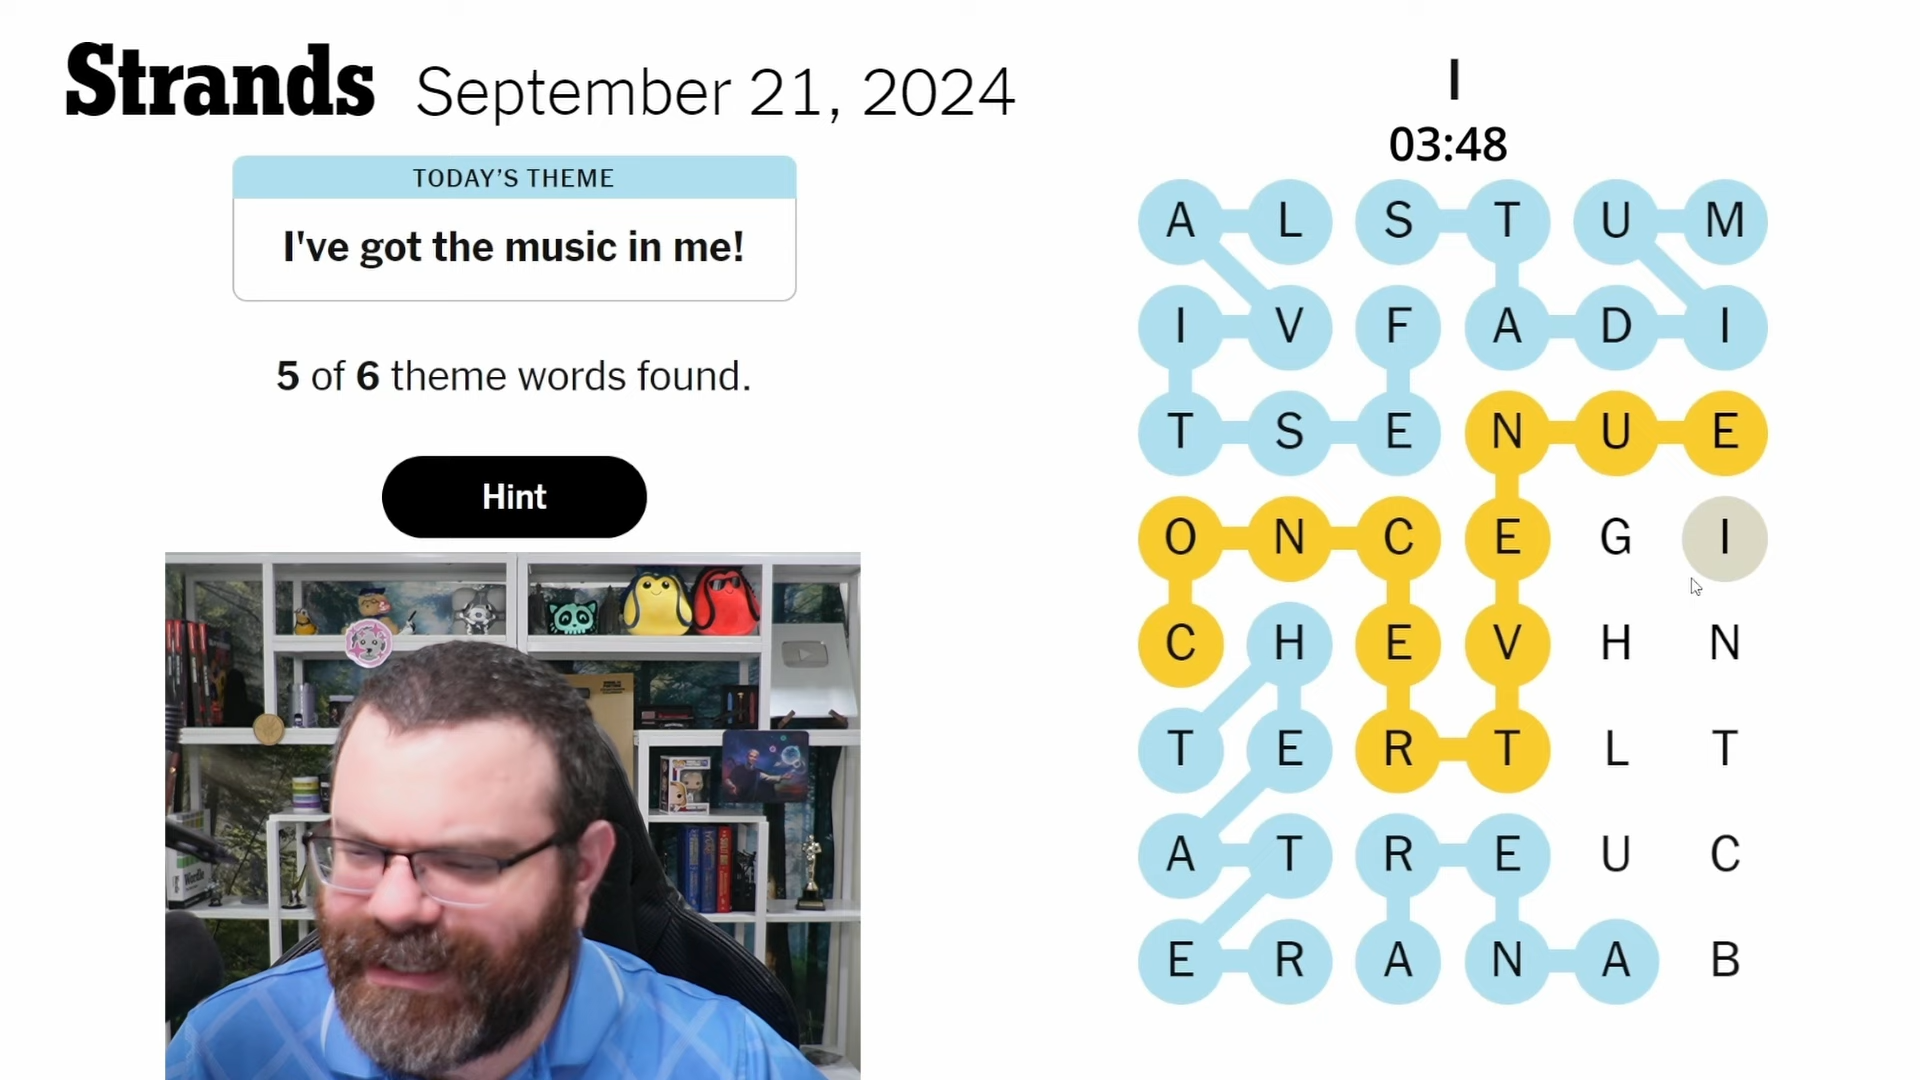 Strands September 21, 2024
I
03:48
TODAY'S THEME
I've got the music in me!
5 of 6 theme words found.
Hint
A L S T U M
I V F A D I
T S E N U E
O N C E G I
C H E V H N
T E R T L T
A T R E U C
E R A N A B